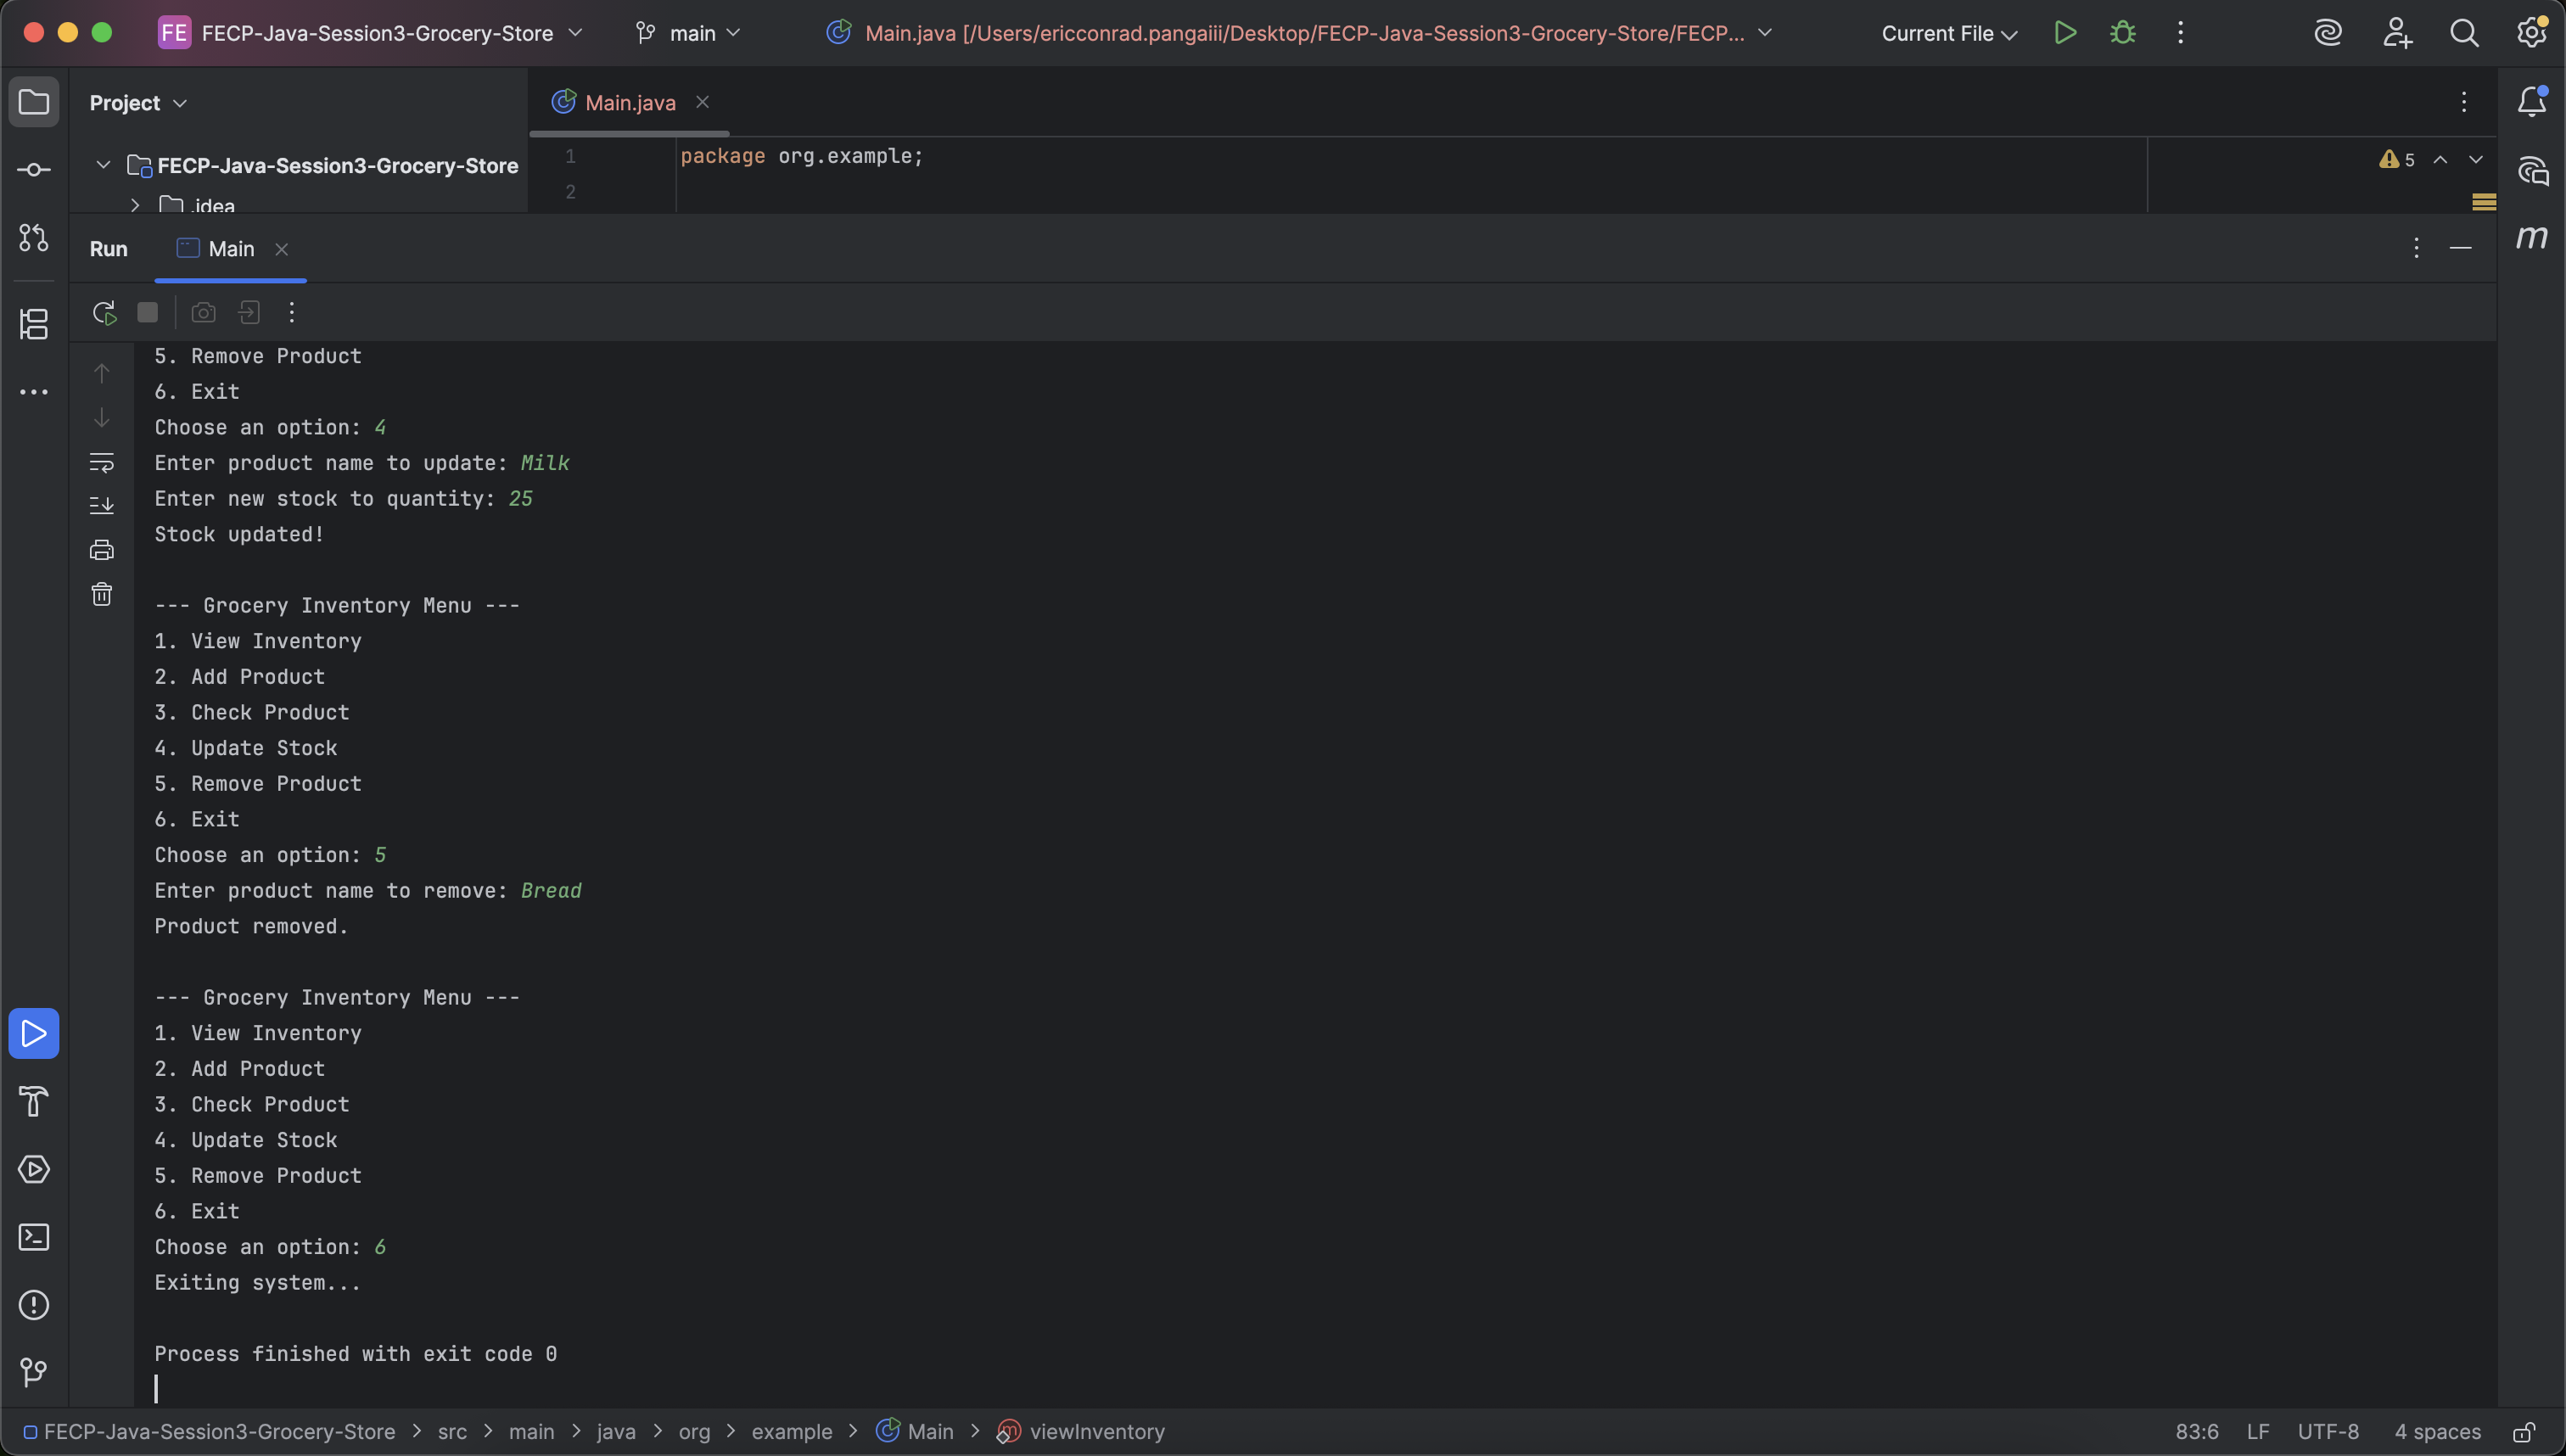 FE FECP-Java-Session3-Grocery-Store main Main.java [/Users/ericconrad.pangaiii/Desktop/FECP-Java-Session3-Grocery-Store/FECP... Current File
Project
Main.java
FECP-Java-Session3-Grocery-Store
.idea
1 package org.example;
2
5
Run Main
5. Remove Product
6. Exit
Choose an option: 4
Enter product name to update: Milk
Enter new stock to quantity: 25
Stock updated!
--- Grocery Inventory Menu ---
1. View Inventory
2. Add Product
3. Check Product
4. Update Stock
5. Remove Product
6. Exit
Choose an option: 5
Enter product name to remove: Bread
Product removed.
--- Grocery Inventory Menu ---
1. View Inventory
2. Add Product
3. Check Product
4. Update Stock
5. Remove Product
6. Exit
Choose an option: 6
Exiting system...
Process finished with exit code 0
FECP-Java-Session3-Grocery-Store > src > main > java > org > example > Main > viewInventory 83:6 LF UTF-8 4 spaces